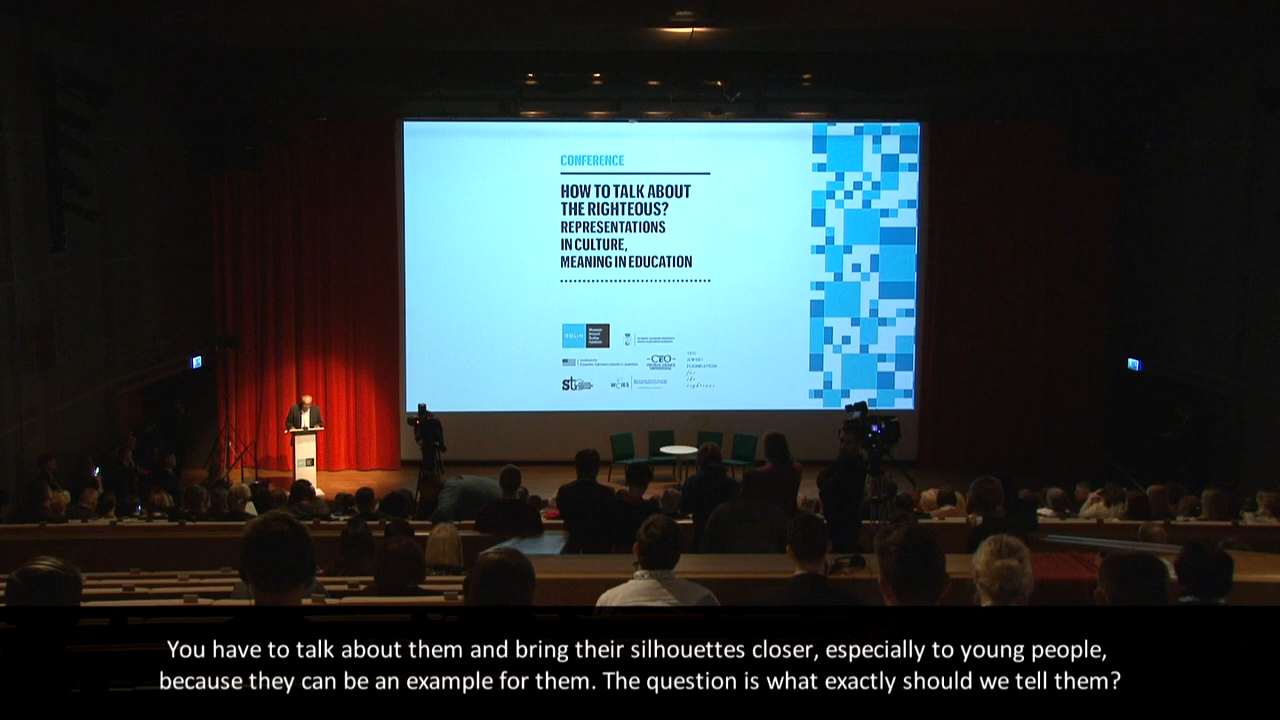 CONFERENCE
HOW TO TALK ABOUT
THE RIGHTEOUS?
REPRESENTATIONS
IN CULTURE,
MEANING IN EDUCATION
POLIN
CEO
WCIES
THE
JEWISH
FOUNDATION
for
the
righteous
You have to talk about them and bring their silhouettes closer, especially to young people,
because they can be an example for them. The question is what exactly should we tell them?